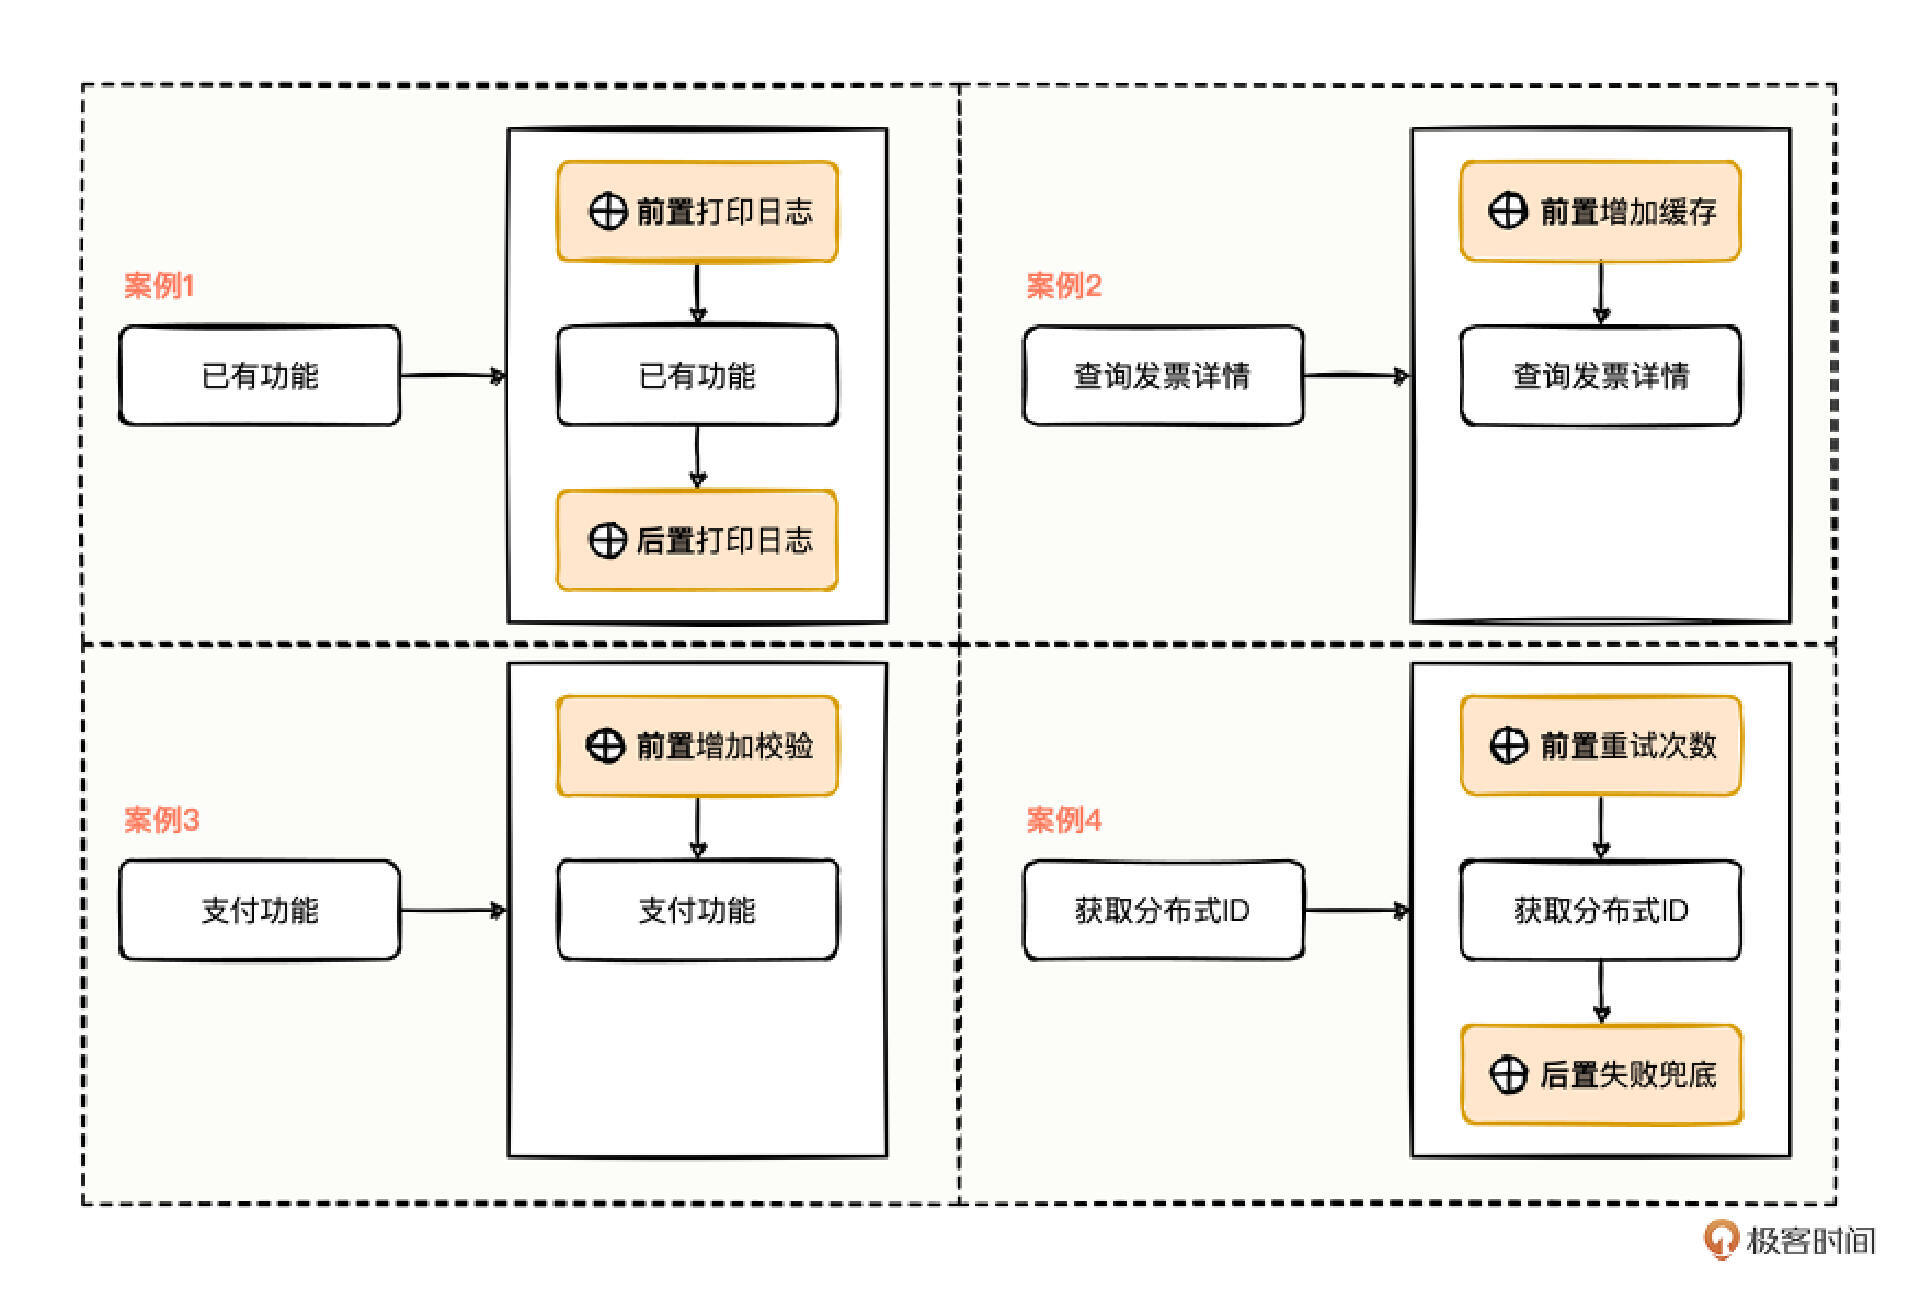 案例1
已有功能
前置打印日志
已有功能
后置打印日志
案例2
查询发票详情
前置增加缓存
查询发票详情
案例3
支付功能
前置增加校验
支付功能
案例4
获取分布式ID
前置重试次数
获取分布式ID
后置失败兜底
极客时间